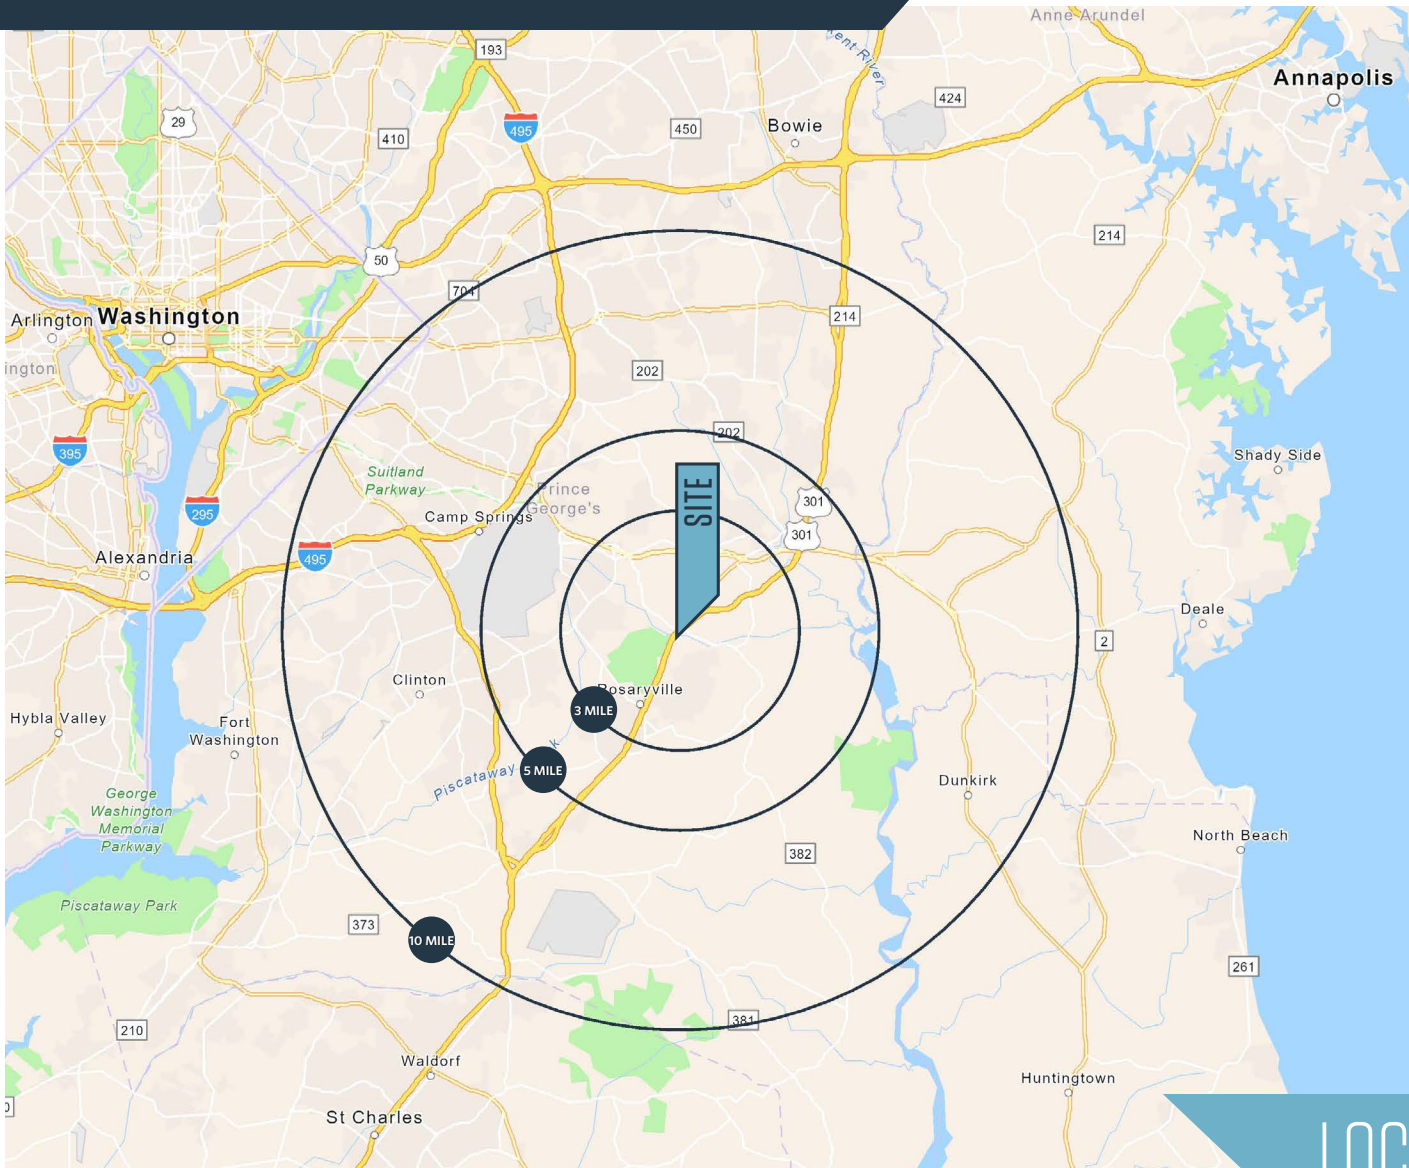 Anne Arundel
193
Kent River
Annapolis
424
29
495
450
Bowie
410
214
50
704
Arlington
Washington
214
ington
202
202
395
Suitland
Parkway
Shady Side
Prince
George's
SITE
295
Camp Springs
301
301
495
Alexandria
Deale
2
Clinton
Rosaryville
3 MILE
Hybla Valley
Fort
Washington
5 MILE
Piscataway
k
Dunkirk
George
Washington
Memorial
Parkway
North Beach
382
Piscataway Park
373
10 MILE
261
381
210
Waldorf
Huntingtown
St Charles
LOC